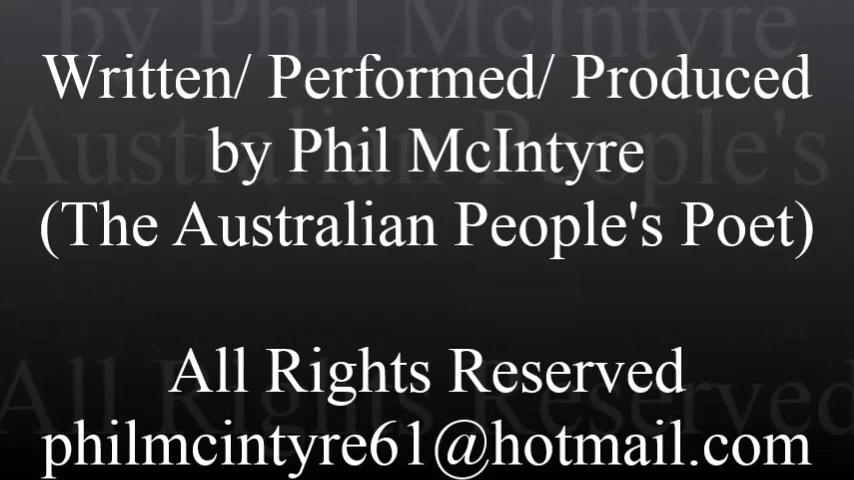 Written/ Performed/ Produced
by Phil McIntyre
(The Australian People's Poet)
All Rights Reserved
philmcintyre61@hotmail.com